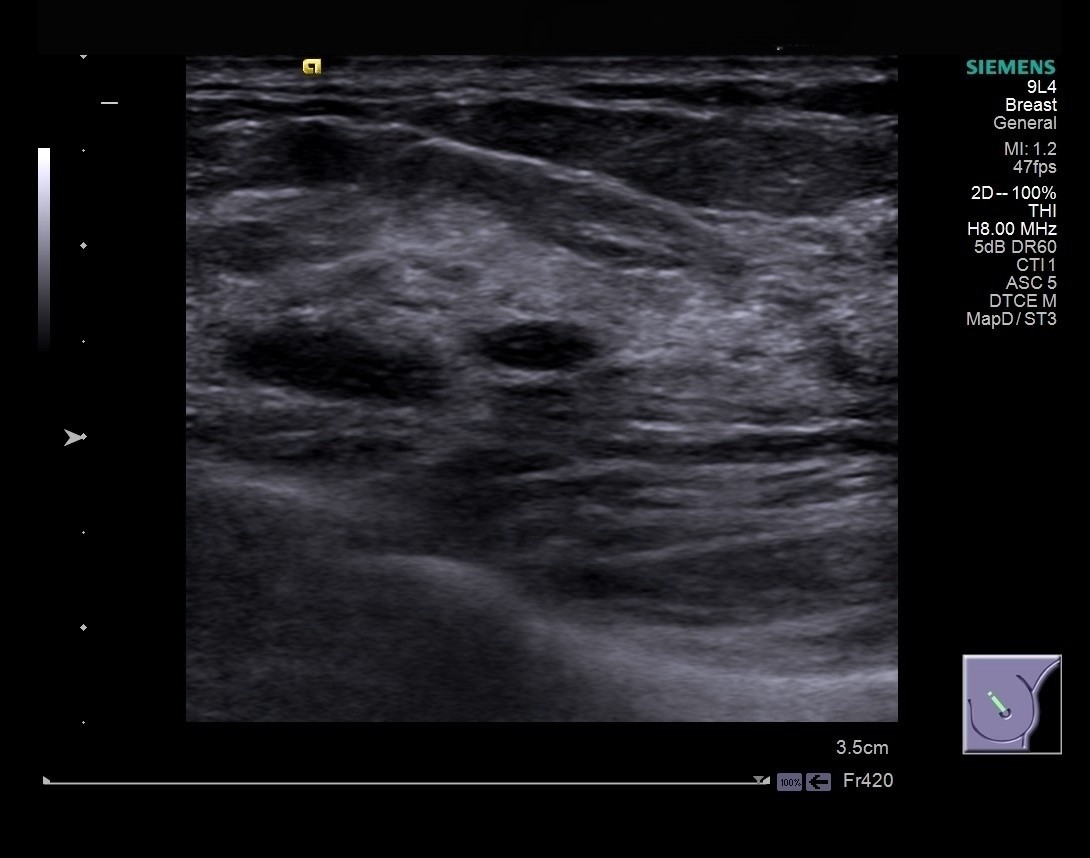 SIEMENS
9L4
Breast
General
MI: 1.2
47fps
2D--100%
THI
H8.00 MHz
5dB DR60
CTI 1
ASC 5
DTCE M
MapD / ST3
3.5cm
100%
Fr420